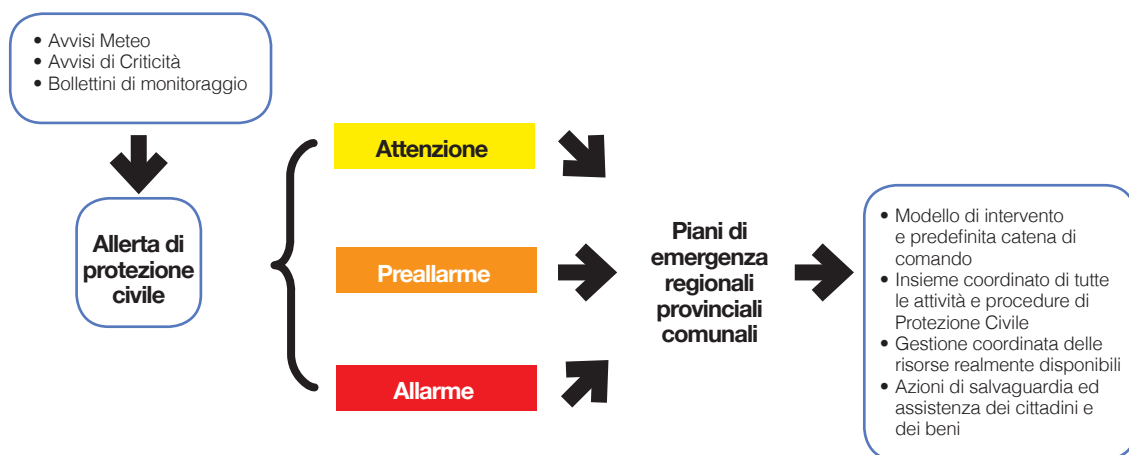 • Avvisi Meteo
• Avvisi di Criticità
• Bollettini di monitoraggio
Allerta di
protezione
civile
Attenzione
Preallarme
Allarme
Piani di
emergenza
regionali
provinciali
comunali
• Modello di intervento
e predefinita catena di
comando
• Insieme coordinato di tutte
le attività e procedure di
Protezione Civile
• Gestione coordinata delle
risorse realmente disponibili
• Azioni di salvaguardia ed
assistenza dei cittadini e
dei beni